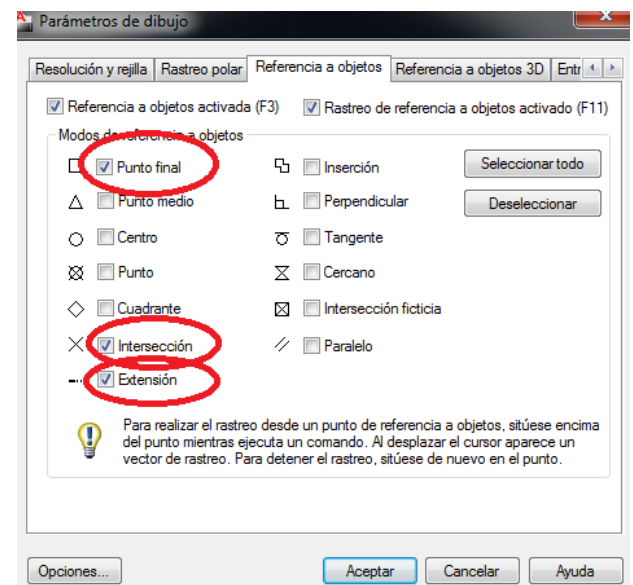 Parámetros de dibujo
Resolución y rejilla Rastreo polar Referencia a objetos Referencia a objetos 3D Entr
Referencia a objetos activada (F3) Rastreo de referencia a objetos activado (F11)
Modos de referencia a objetos
Punto final Inserción Seleccionar todo
Punto medio Perpendicular Deseleccionar
Centro Tangente
Punto Cercano
Cuadrante Intersección ficticia
Intersección Paralelo
Extensión
Para realizar el rastreo desde un punto de referencia a objetos, sitúese encima
del punto mientras ejecuta un comando. Al desplazar el cursor aparece un
vector de rastreo. Para detener el rastreo, sitúese de nuevo en el punto.
Opciones... Aceptar Cancelar Ayuda